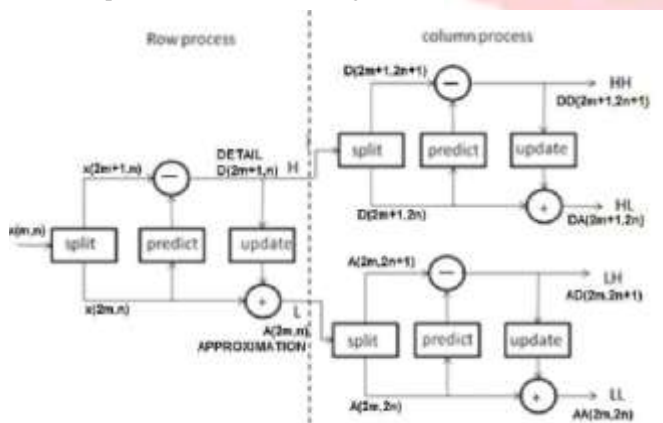 Row process
column process
D(2m+1,2n+1)
HH
DD(2m+1,2n+1)
split
predict
update
DETAIL
D(2m+1,n)
H
x(2m+1,n)
HL
DA(2m+1,2n)
D(2m+1,2n)
x(m,n)
split
predict
update
A(2m,2n+1)
LH
AD(2m,2n+1)
x(2m,n)
L
A(2m,n)
APPROXIMATION
split
predict
update
A(2m,2n)
LL
AA(2m,2n)